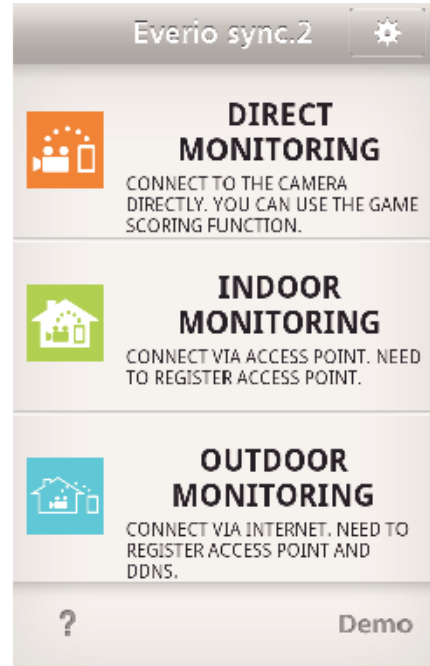 Everio sync.2
DIRECT
MONITORING
CONNECT TO THE CAMERA
DIRECTLY. YOU CAN USE THE GAME
SCORING FUNCTION.
INDOOR
MONITORING
CONNECT VIA ACCESS POINT. NEED
TO REGISTER ACCESS POINT.
OUTDOOR
MONITORING
CONNECT VIA INTERNET. NEED TO
REGISTER ACCESS POINT AND
DDNS.
? Demo